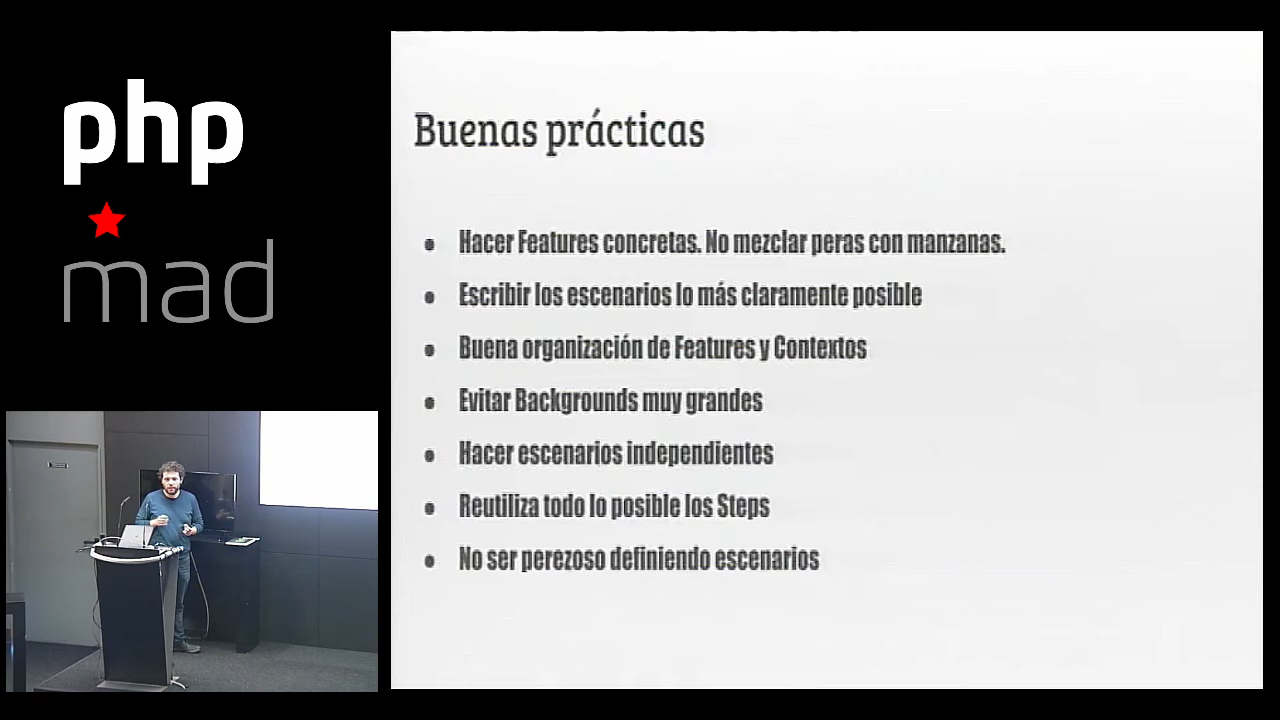 php
mad
Buenas prácticas
● Hacer Features concretas. No mezclar peras con manzanas.
● Escribir los escenarios lo más claramente posible
● Buena organización de Features y Contextos
● Evitar Backgrounds muy grandes
● Hacer escenarios independientes
● Reutiliza todo lo posible los Steps
● No ser perezoso definiendo escenarios